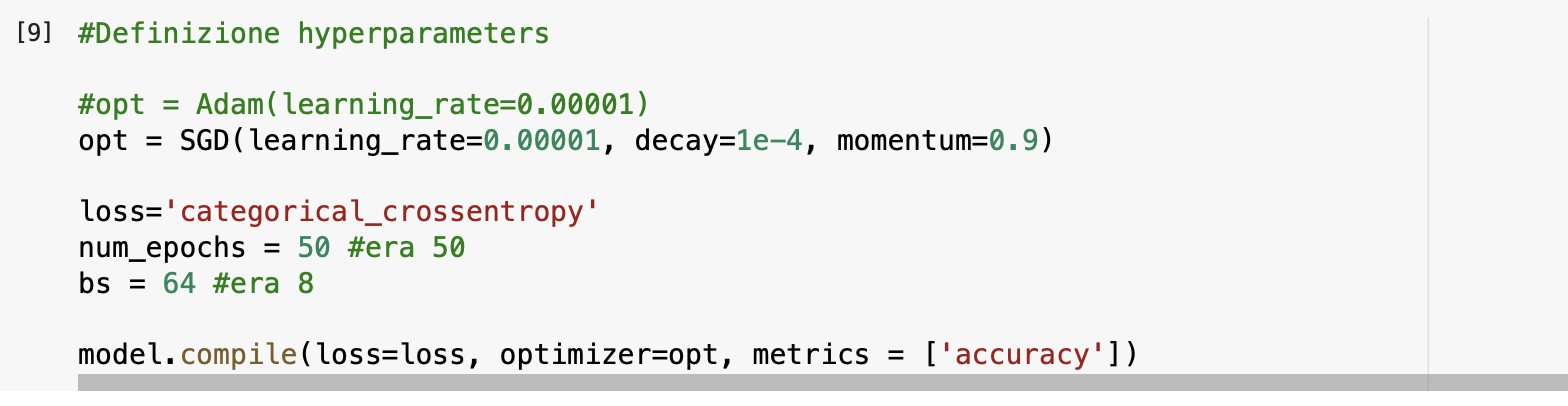 [9] #Definizione hyperparameters
#opt = Adam(learning_rate=0.00001)
opt = SGD(learning_rate=0.00001, decay=1e-4, momentum=0.9)
loss='categorical_crossentropy'
num_epochs = 50 #era 50
bs = 64 #era 8
model.compile(loss=loss, optimizer=opt, metrics = ['accuracy'])